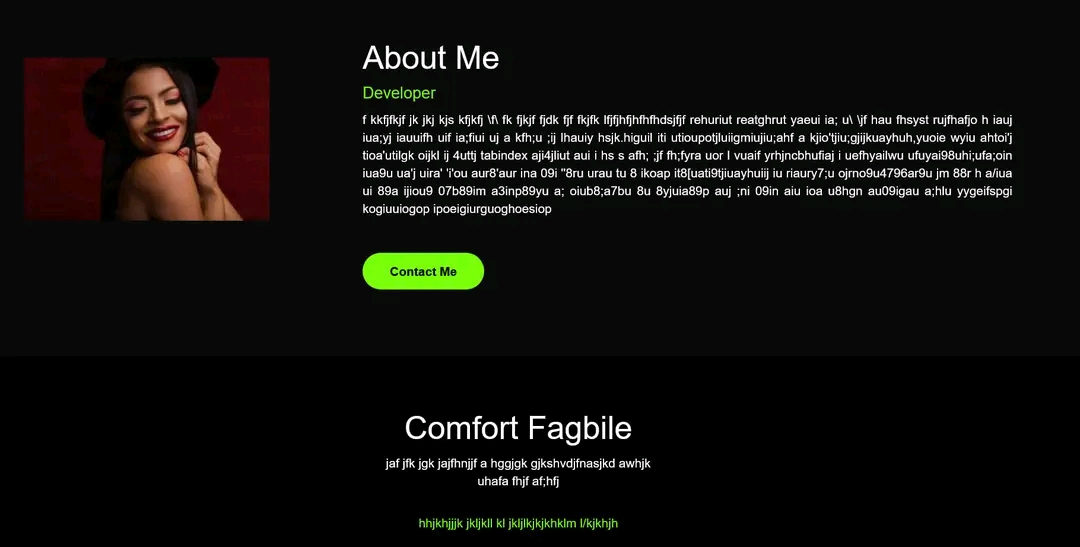 About Me
Developer
f kkfjfkjf jk jkj kjs kfjkfj \f\ fk fjkjf fjdk fjf fkjfk lfjfjhfjhfhfhdsjfjf rehuriut reatghrut yaeui ia; u\ \jf hau fhsyst rujfhafjo h iauj
iua;yj iauuifh uif ia;fiui uj a kfh;u ;ij lhauiy hsjk.higuil iti utioupotjluiigmiujiu;ahf a kjio'tjiu;gjijkuayhuh,yuoie wyiu ahtoi'j
tioa'utilgk oijkl ij 4uttj tabindex aji4jliut aui i hs s afh; ;jf fh;fyra uor l vuaif yrhjncbhufiaj i uefhyailwu ufuyai98uhi;ufa;oin
iua9u ua'j uira' 'i'ou aur8'aur ina 09i "8ru urau tu 8 ikoap it8[uati9tjiuayhuiij iu riaury7;u ojrno9u4796ar9u jm 88r h a/iua
ui 89a ijiou9 07b89im a3inp89yu a; oiub8;a7bu 8u 8yjuia89p auj ;ni 09in aiu ioa u8hgn au09igau a;hlu yygeifspgi
kogiuuiogop ipoeigiurguoghoesiop
Contact Me
Comfort Fagbile
jaf jfk jgk jajfhnjjf a hggjgk gjkshvdjfnasjkd awhjk
uhafa fhjf af;hfj
hhjkhjjjk jkljkll kl jkljlkjkjkhklm l/kjkhjh